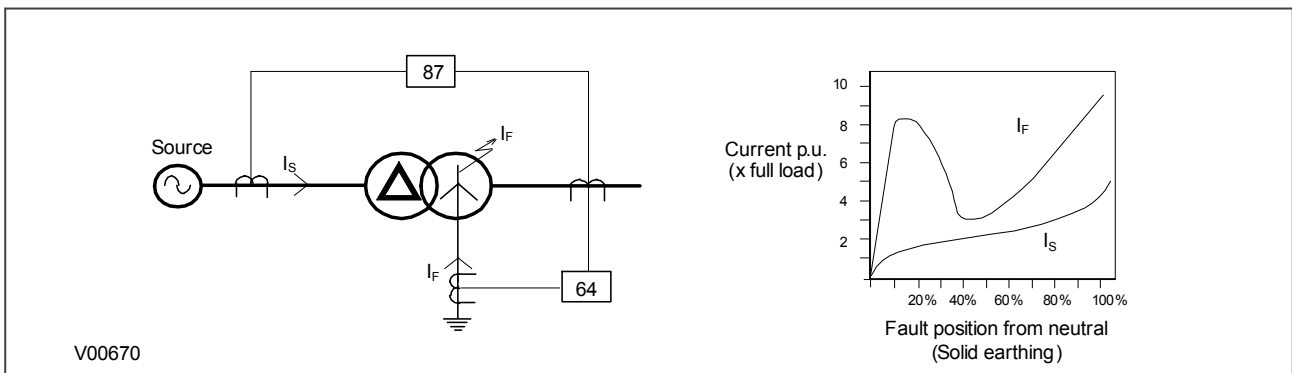 87
Source
I_S
I_F
I_F
64
V00670
Current p.u.
(x full load)
10
8
6
4
2
I_F
I_S
20% 40% 60% 80% 100%
Fault position from neutral
(Solid earthing)